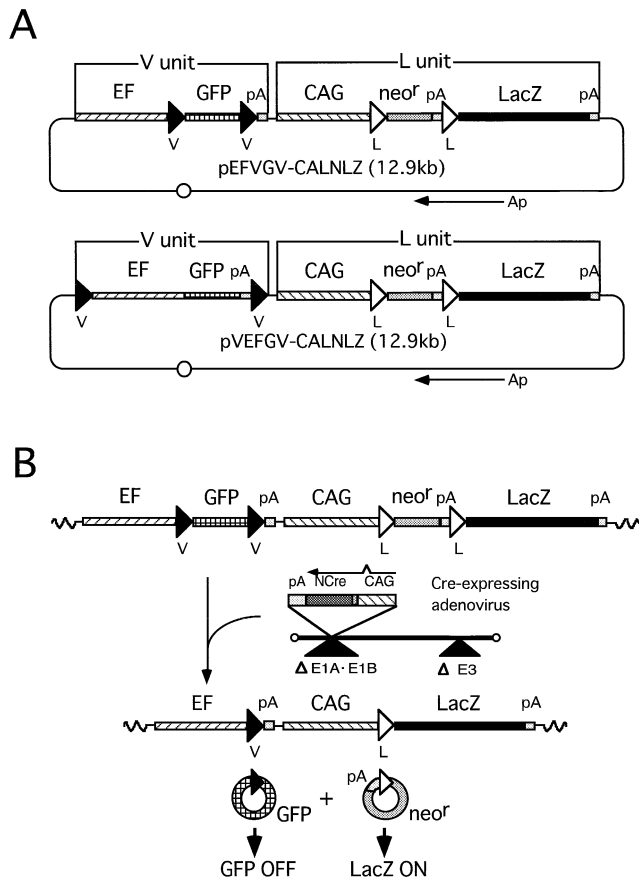 A
V unit L unit
EF GFP pA CAG neor pA LacZ pA
V V L L
pEFVGV-CALNLZ (12.9kb)
Ap
V unit L unit
EF GFP pA CAG neor pA LacZ pA
V V L L
pVEFGV-CALNLZ (12.9kb)
Ap
B
EF GFP pA CAG neor pA LacZ pA
V V L L
pA NCre CAG Cre-expressing
adenovirus
Δ E1A·E1B Δ E3
EF pA CAG LacZ pA
V L
pA
GFP + neor
GFP OFF LacZ ON